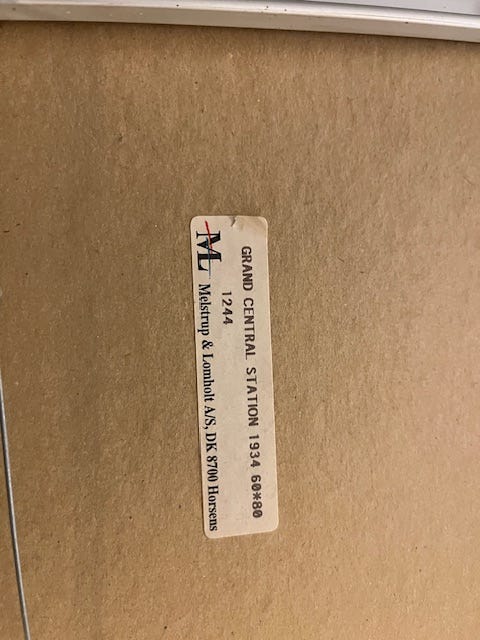 GRAND CENTRAL STATION 1934 60*80
1244
ML Melstrup & Lomholt A/S, DK 8700 Horsens